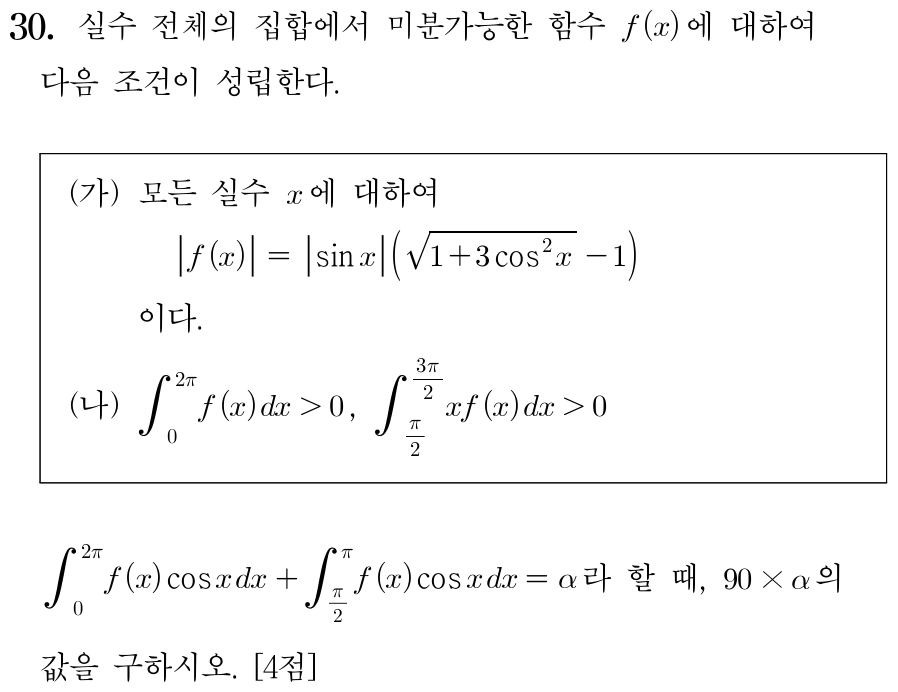 30. 실수 전체의 집합에서 미분가능한 함수 f(x)에 대하여
다음 조건이 성립한다.
(가) 모든 실수 x에 대하여
|f(x)| = |sin x|(√(1+3cos²x) − 1)
이다.
(나) ∫₀^{2π} f(x)dx > 0, ∫_{π/2}^{3π/2} xf(x)dx > 0
∫₀^{2π} f(x)cos x dx + ∫_{π/2}^{π} f(x)cos x dx = α라 할 때, 90×α의
값을 구하시오. [4점]